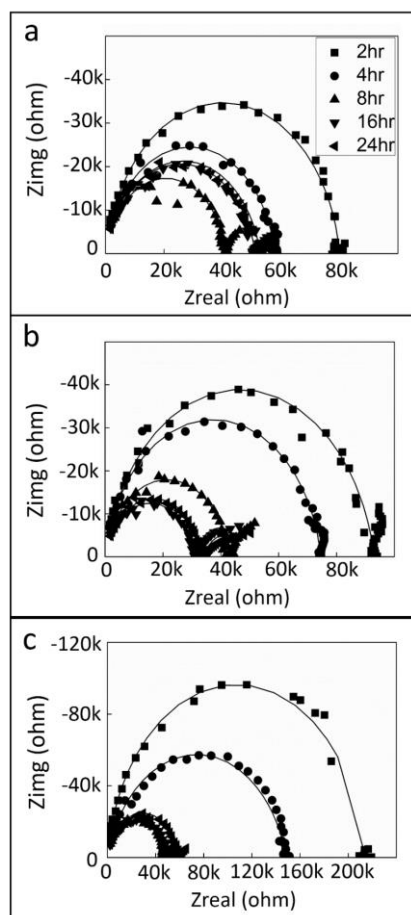 a
2hr
4hr
8hr
16hr
24hr
-40k
-30k
-20k
-10k
0
Zimg (ohm)
0
20k
40k
60k
80k
Zreal (ohm)
b
-40k
-30k
-20k
-10k
0
Zimg (ohm)
0
20k
40k
60k
80k
Zreal (ohm)
c
-120k
-80k
-40k
0
Zimg (ohm)
0
40k
80k
120k
160k
200k
Zreal (ohm)